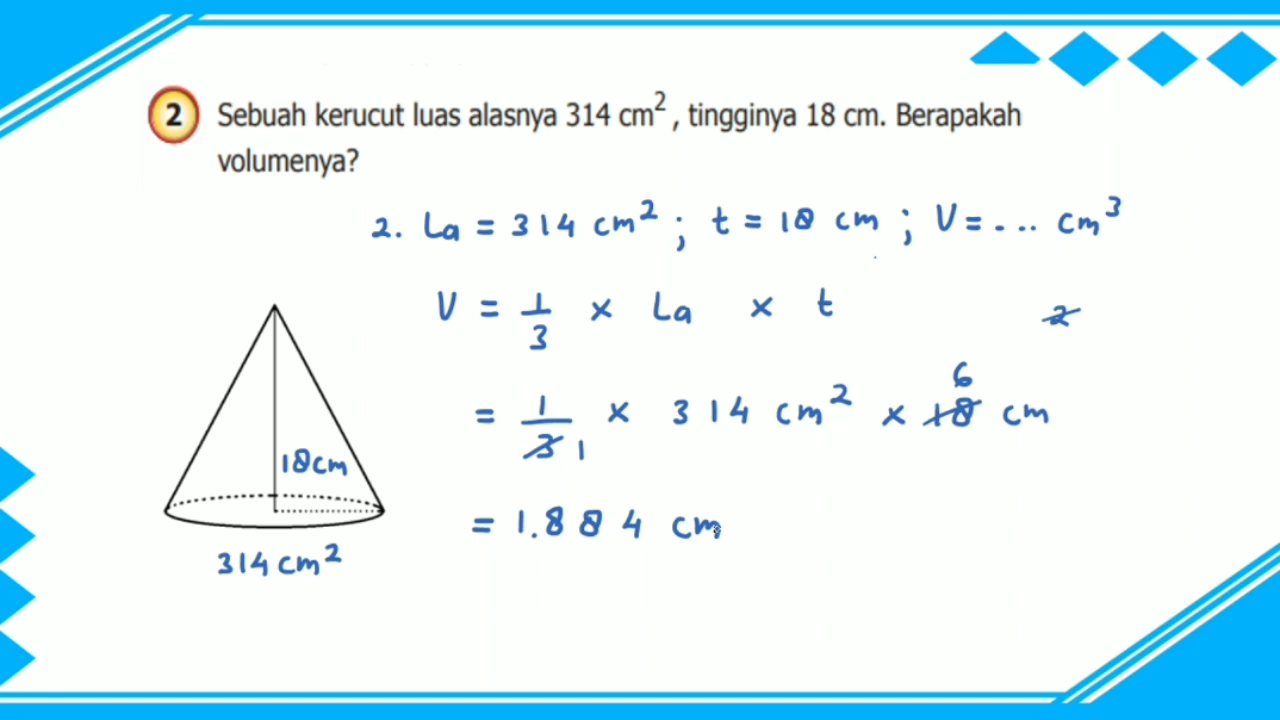 2 Sebuah kerucut luas alasnya 314 cm², tingginya 18 cm. Berapakah
volumenya?
2. La = 314 cm² ; t = 18 cm ; V = ... cm³
V = 1/3 × La × t
2
6
= 1/3 1 × 314 cm² × 18 cm
18cm
= 1.884 cm
314 cm²